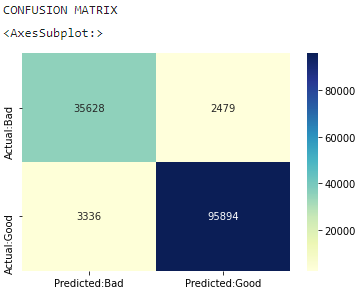 CONFUSION MATRIX
<AxesSubplot:>
Actual:Bad
35628 2479
80000
60000
40000
Actual:Good
3336 95894
20000
Predicted:Bad Predicted:Good